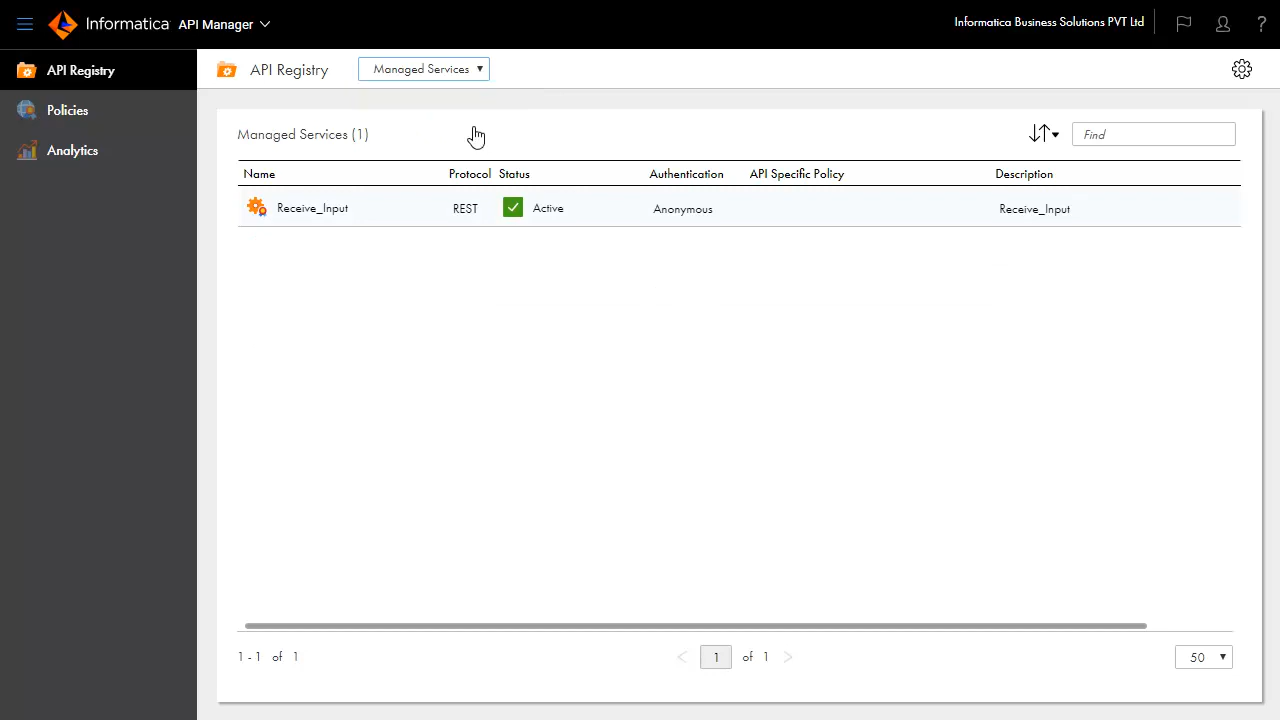 Informatica API Manager
Informatica Business Solutions PVT Ltd
?
API Registry
Policies
Analytics
API Registry Managed Services
Managed Services (1)
Find
Name Protocol Status Authentication API Specific Policy Description
Receive_Input REST Active Anonymous Receive_Input
1 - 1 of 1
1 of 1
50